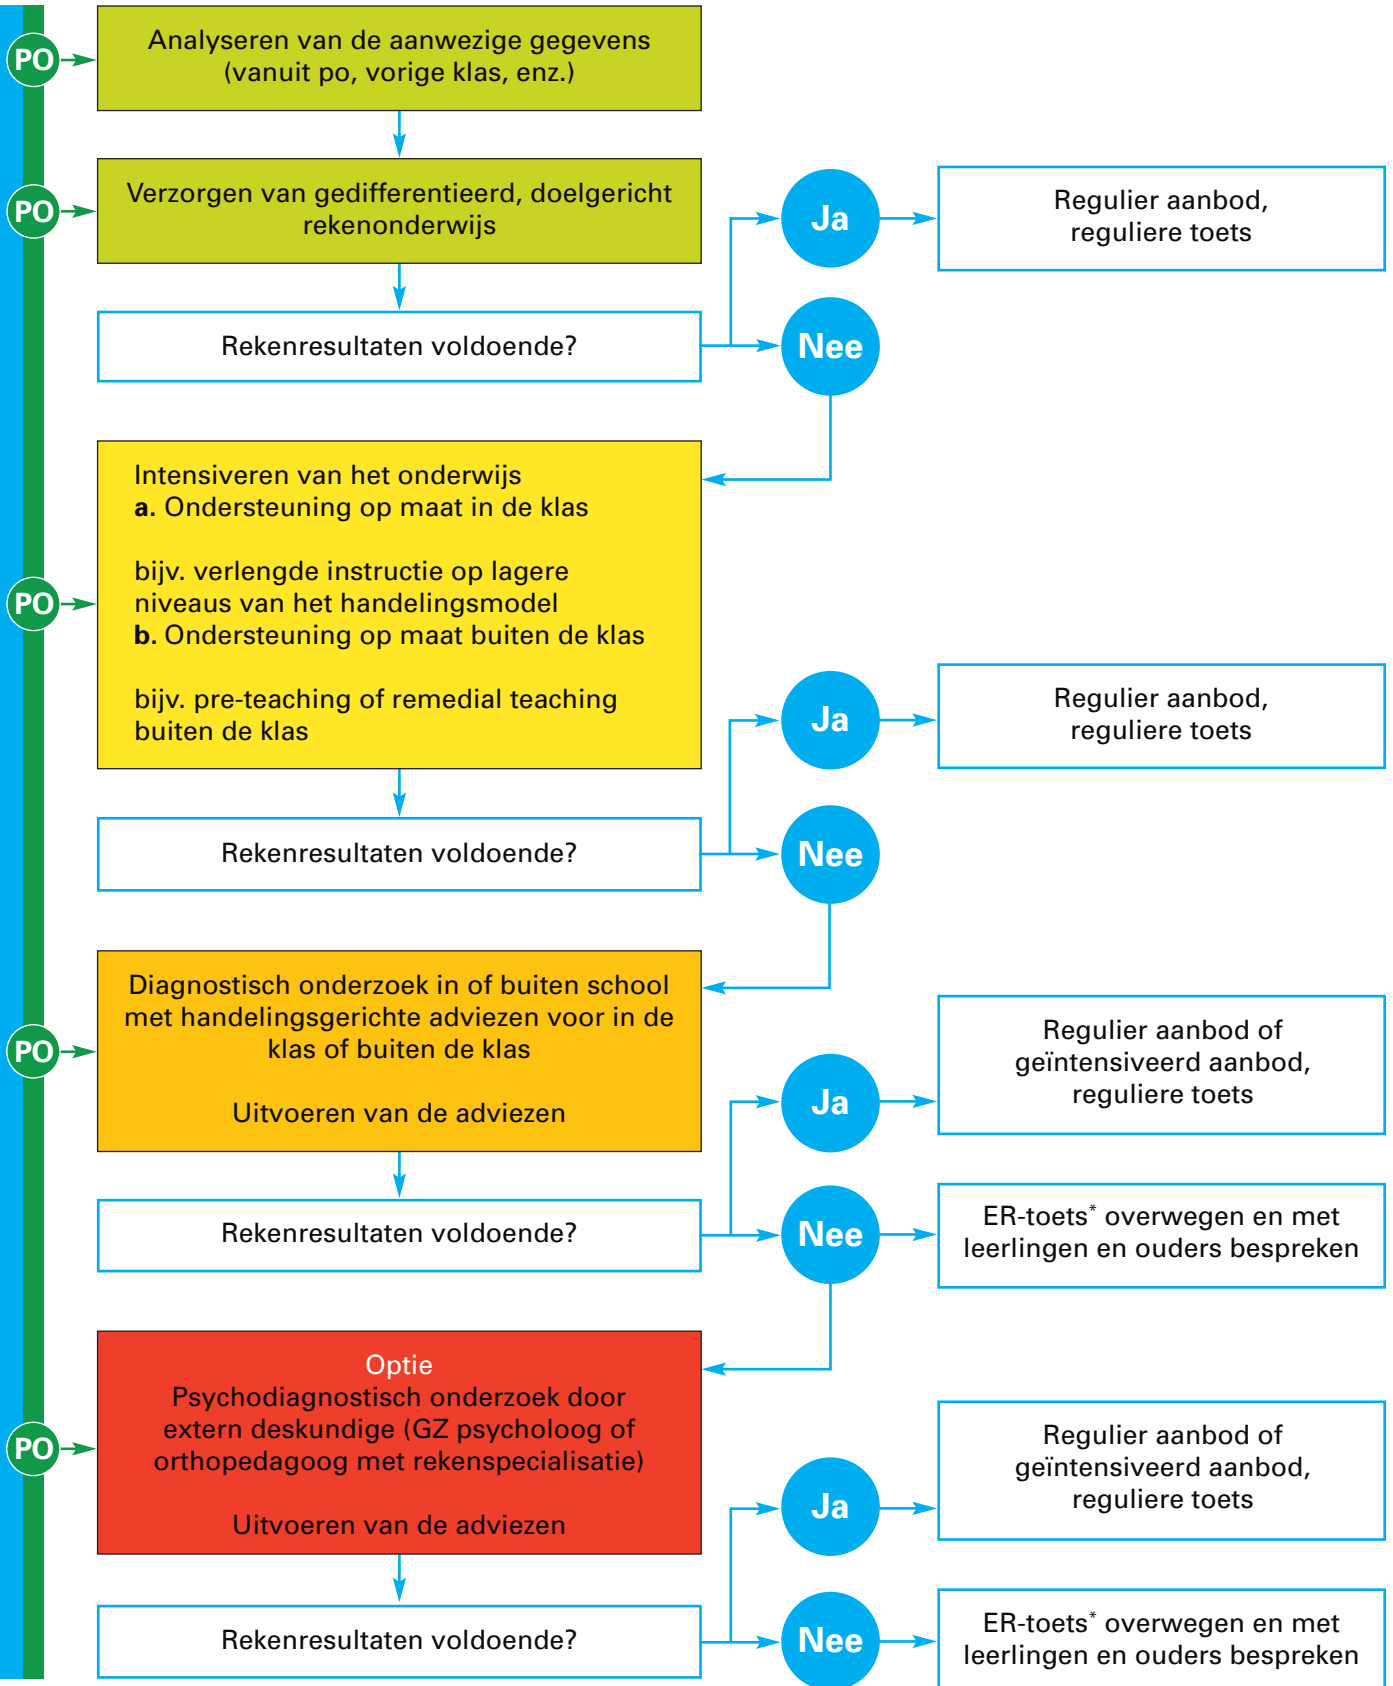 PO
Analyseren van de aanwezige gegevens
(vanuit po, vorige klas, enz.)
PO
Verzorgen van gedifferentieerd, doelgericht
rekenonderwijs
Ja
Regulier aanbod,
reguliere toets
Rekenresultaten voldoende?
Nee
PO
Intensiveren van het onderwijs
a. Ondersteuning op maat in de klas
bijv. verlengde instructie op lagere
niveaus van het handelingsmodel
b. Ondersteuning op maat buiten de klas
bijv. pre-teaching of remedial teaching
buiten de klas
Ja
Regulier aanbod,
reguliere toets
Rekenresultaten voldoende?
Nee
PO
Diagnostisch onderzoek in of buiten school
met handelingsgerichte adviezen voor in de
klas of buiten de klas
Uitvoeren van de adviezen
Ja
Regulier aanbod of
geïntensiveerd aanbod,
reguliere toets
Rekenresultaten voldoende?
Nee
ER-toets* overwegen en met
leerlingen en ouders bespreken
PO
Optie
Psychodiagnostisch onderzoek door
extern deskundige (GZ psycholoog of
orthopedagoog met rekenspecialisatie)
Uitvoeren van de adviezen
Ja
Regulier aanbod of
geïntensiveerd aanbod,
reguliere toets
Rekenresultaten voldoende?
Nee
ER-toets* overwegen en met
leerlingen en ouders bespreken